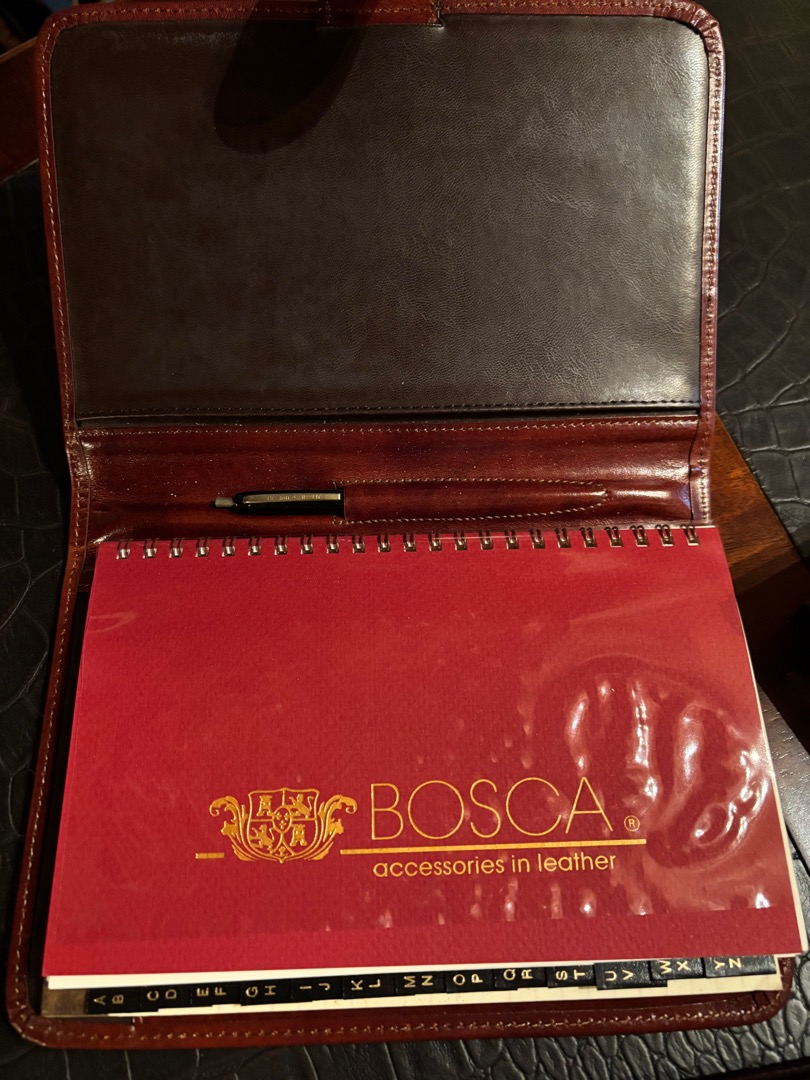 BOSCA ®
accessories in leather
A B C D E F G H I J K L M N O P Q R S T U V W X Y Z